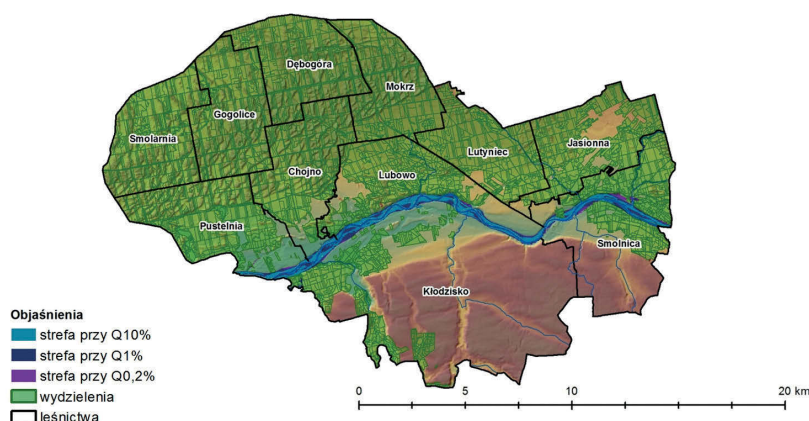 Dębogóra
Mokrz
Gogolice
Smolarnia
Jasionna
Lutyniec
Chojno
Lubowo
Pustelnia
Smolnica
Kłodzisko
Objaśnienia
strefa przy Q10%
strefa przy Q1%
strefa przy Q0,2%
wydzielenia
leśnictwa
0 5 10 20 km